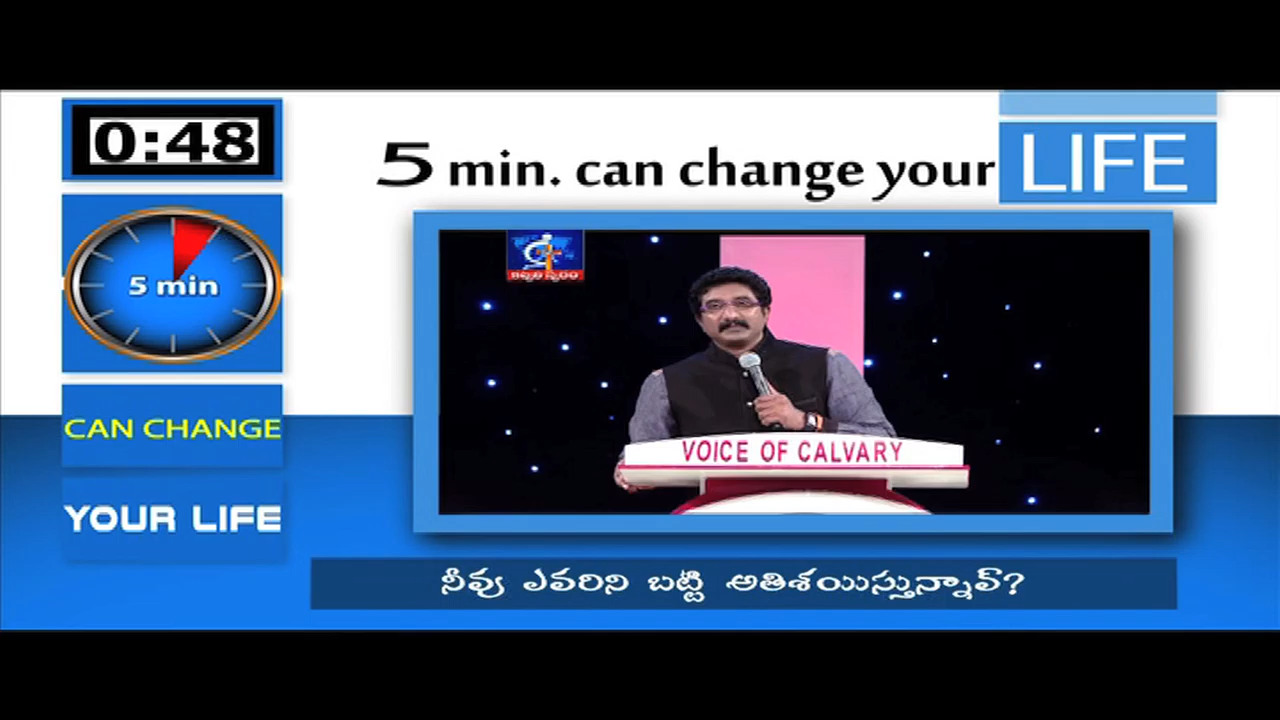 0:48
5 min. can change your LIFE
5 min
CAN CHANGE
YOUR LIFE
VOICE OF CALVARY
నీవు ఎవరిని బట్టి అతిశయిస్తున్నావ్?